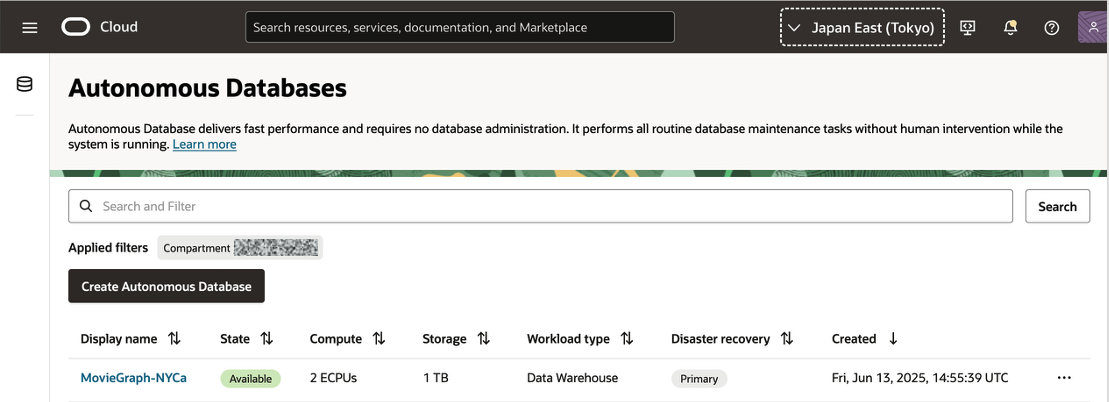 Cloud
Search resources, services, documentation, and Marketplace
Japan East (Tokyo)
Autonomous Databases
Autonomous Database delivers fast performance and requires no database administration. It performs all routine database maintenance tasks without human intervention while the
system is running. Learn more
Search and Filter
Search
Applied filters
Compartment
Create Autonomous Database
Display name State Compute Storage Workload type Disaster recovery Created
MovieGraph-NYCa Available 2 ECPUs 1 TB Data Warehouse Primary Fri, Jun 13, 2025, 14:55:39 UTC